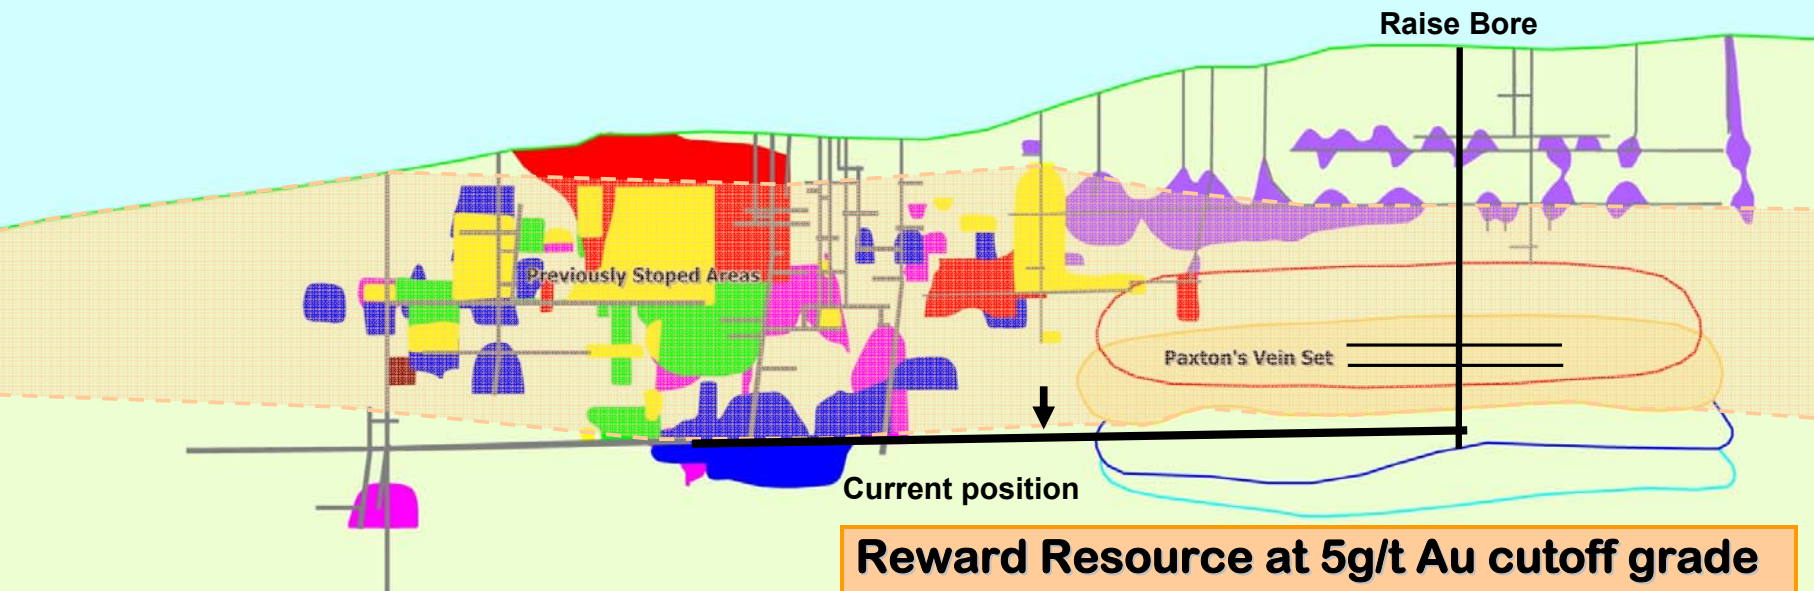 Raise Bore
Previously Stoped Areas
Paxton's Vein Set
Current position
Reward Resource at 5g/t Au cutoff grade